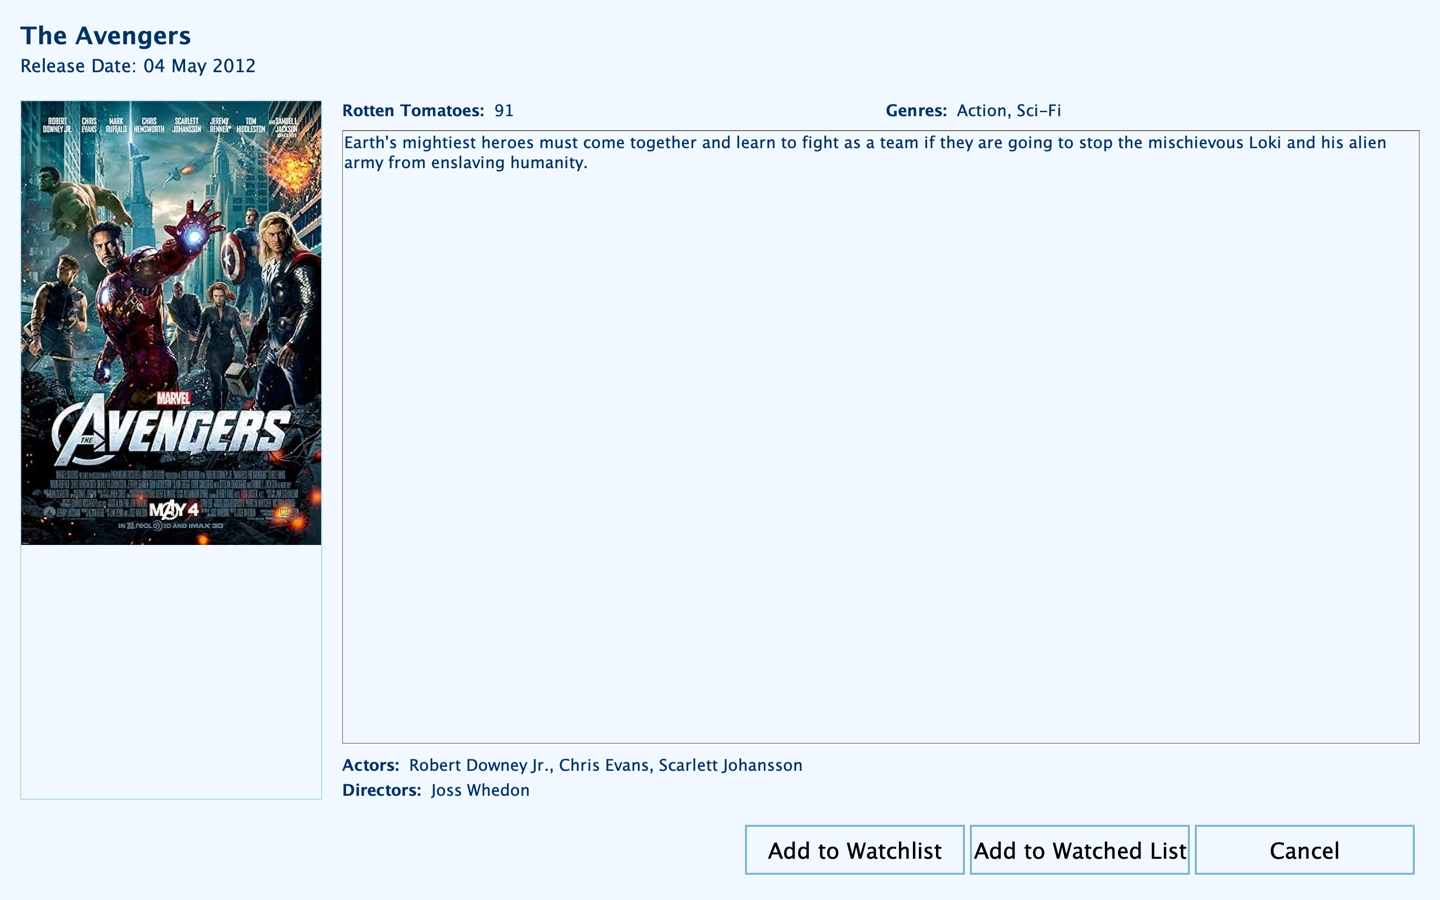 The Avengers
Release Date: 04 May 2012
Rotten Tomatoes: 91
Genres: Action, Sci-Fi
ROBERT DOWNEY JR. CHRIS EVANS MARK RUFFALO CHRIS HEMSWORTH SCARLETT JOHANSSON JEREMY RENNER TOM HIDDLESTON AND SAMUEL L. JACKSON
MARVEL
THE AVENGERS
MAY 4
IN REAL D 3D AND IMAX 3D
Earth's mightiest heroes must come together and learn to fight as a team if they are going to stop the mischievous Loki and his alien
army from enslaving humanity.
Actors: Robert Downey Jr., Chris Evans, Scarlett Johansson
Directors: Joss Whedon
Add to Watchlist
Add to Watched List
Cancel